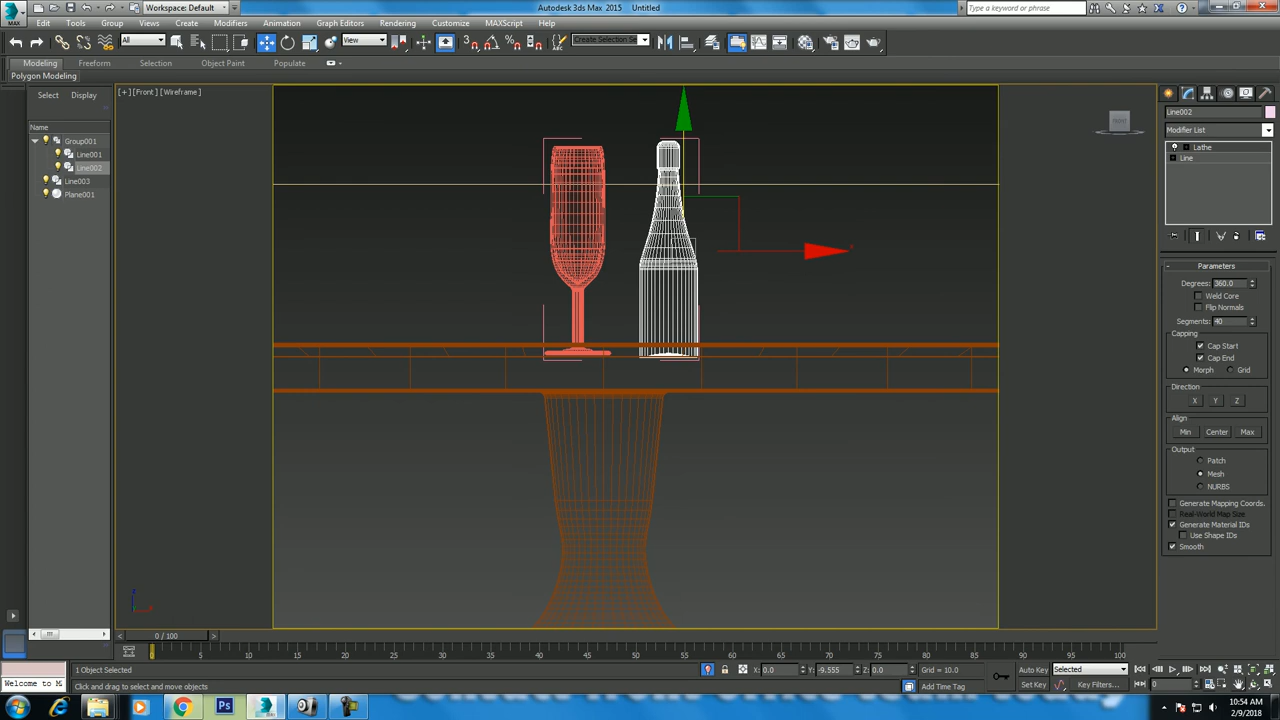 Autodesk 3ds Max 2015    Untitled
Workspace: Default
Type a keyword or phrase
MAX
Edit Tools Group Views Create Modifiers Animation Graph Editors Rendering Customize MAXScript Help
All
View
Create Selection Se
Modeling Freeform Selection Object Paint Populate
Polygon Modeling
Select Display
[+] [Front] [Wireframe]
FRONT
Name
Group001
Line001
Line002
Line003
Plane001
Line002
Modifier List
Lathe
Line
Parameters
Degrees: 360.0
Weld Core
Flip Normals
Segments: 40
Capping
Cap Start
Cap End
Morph Grid
Direction
X Y Z
Align
Min Center Max
Output
Patch
Mesh
NURBS
Generate Mapping Coords.
Real-World Map Size
Generate Material IDs
Use Shape IDs
Smooth
x
z
0 / 100
0 5 10 15 20 25 30 35 40 45 50 55 60 65 70 75 80 85 90 95 100
1 Object Selected
X: 0.0 Y: -9.555 Z: 0.0 Grid = 10.0
Auto Key Selected
Welcome to M
Click and drag to select and move objects
Add Time Tag
Set Key Key Filters...
0
10:54 AM
2/9/2018